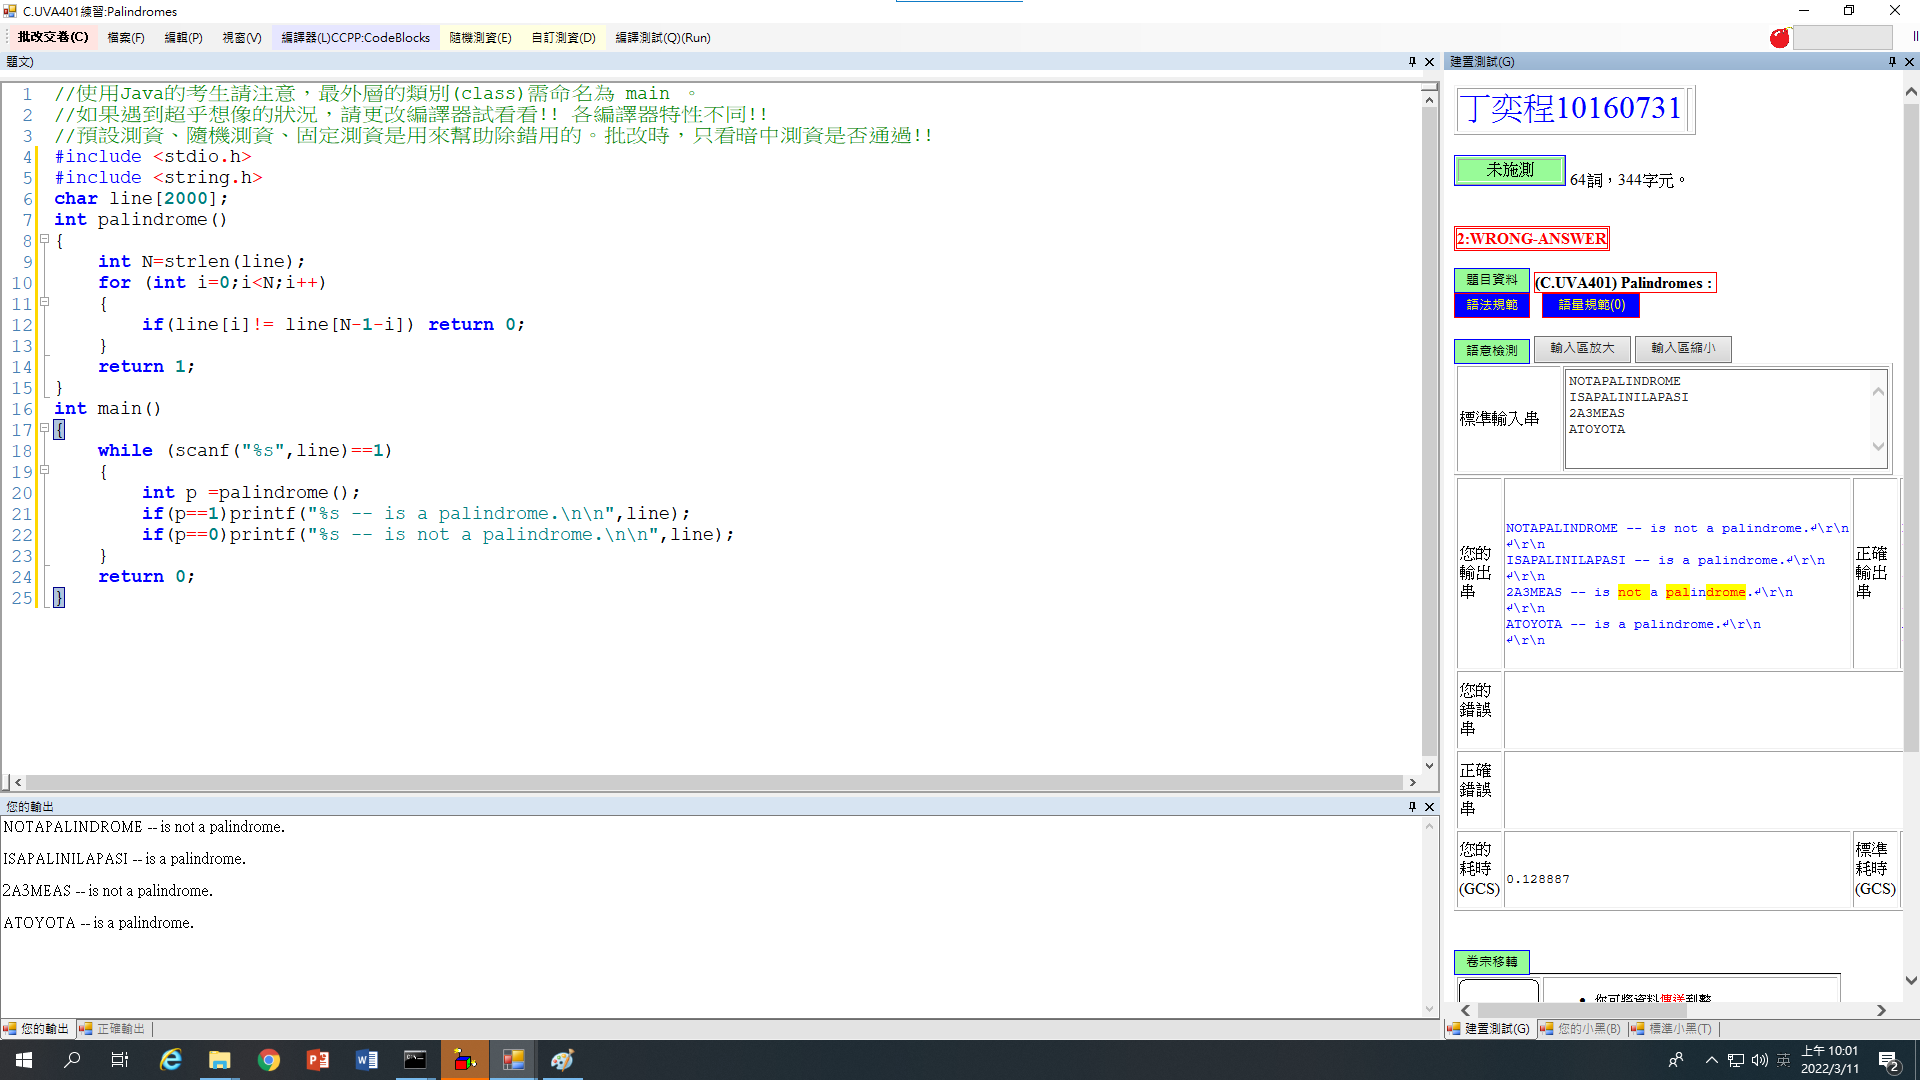 C.UVA401練習:Palindromes
批改交卷(C) 檔案(F) 編輯(P) 視窗(V) 編譯器(L)CCPP:CodeBlocks 隨機測資(E) 自訂測資(D) 編譯測試(Q)(Run)
題文)
1 //使用Java的考生請注意，最外層的類別(class)需命名為 main 。
2 //如果遇到超乎想像的狀況，請更改編譯器試看看!! 各編譯器特性不同!!
3 //預設測資、隨機測資、固定測資是用來幫助除錯用的。批改時，只看暗中測資是否通過!!
4 #include <stdio.h>
5 #include <string.h>
6 char line[2000];
7 int palindrome()
8 {
9 int N=strlen(line);
10 for (int i=0;i<N;i++)
11 {
12 if(line[i]!= line[N-1-i]) return 0;
13 }
14 return 1;
15 }
16 int main()
17 {
18 while (scanf("%s",line)==1)
19 {
20 int p =palindrome();
21 if(p==1)printf("%s -- is a palindrome.\n\n",line);
22 if(p==0)printf("%s -- is not a palindrome.\n\n",line);
23 }
24 return 0;
25 }
您的輸出
NOTAPALINDROME -- is not a palindrome.
ISAPALINILAPASI -- is a palindrome.
2A3MEAS -- is not a palindrome.
ATOYOTA -- is a palindrome.
您的輸出 正確輸出
建置測試(G)
丁奕程10160731
未施測 64詞，344字元。
2:WRONG-ANSWER
題目資料 (C.UVA401) Palindromes :
語法規範 語量規範(0)
語意檢測 輸入區放大 輸入區縮小
標準輸入串
NOTAPALINDROME
ISAPALINILAPASI
2A3MEAS
ATOYOTA
您的輸出串
NOTAPALINDROME -- is not a palindrome.↲\r\n
↲\r\n
ISAPALINILAPASI -- is a palindrome.↲\r\n
↲\r\n
2A3MEAS -- is not a palindrome.↲\r\n
↲\r\n
ATOYOTA -- is a palindrome.↲\r\n
↲\r\n
正確輸出串
您的錯誤串
正確錯誤串
您的耗時(GCS) 0.128887 標準耗時(GCS)
卷宗移轉
你可將資料傳送到整
建置測試(G) 您的小黑(B) 標準小黑(T)
英 上午 10:01
2022/3/11
2